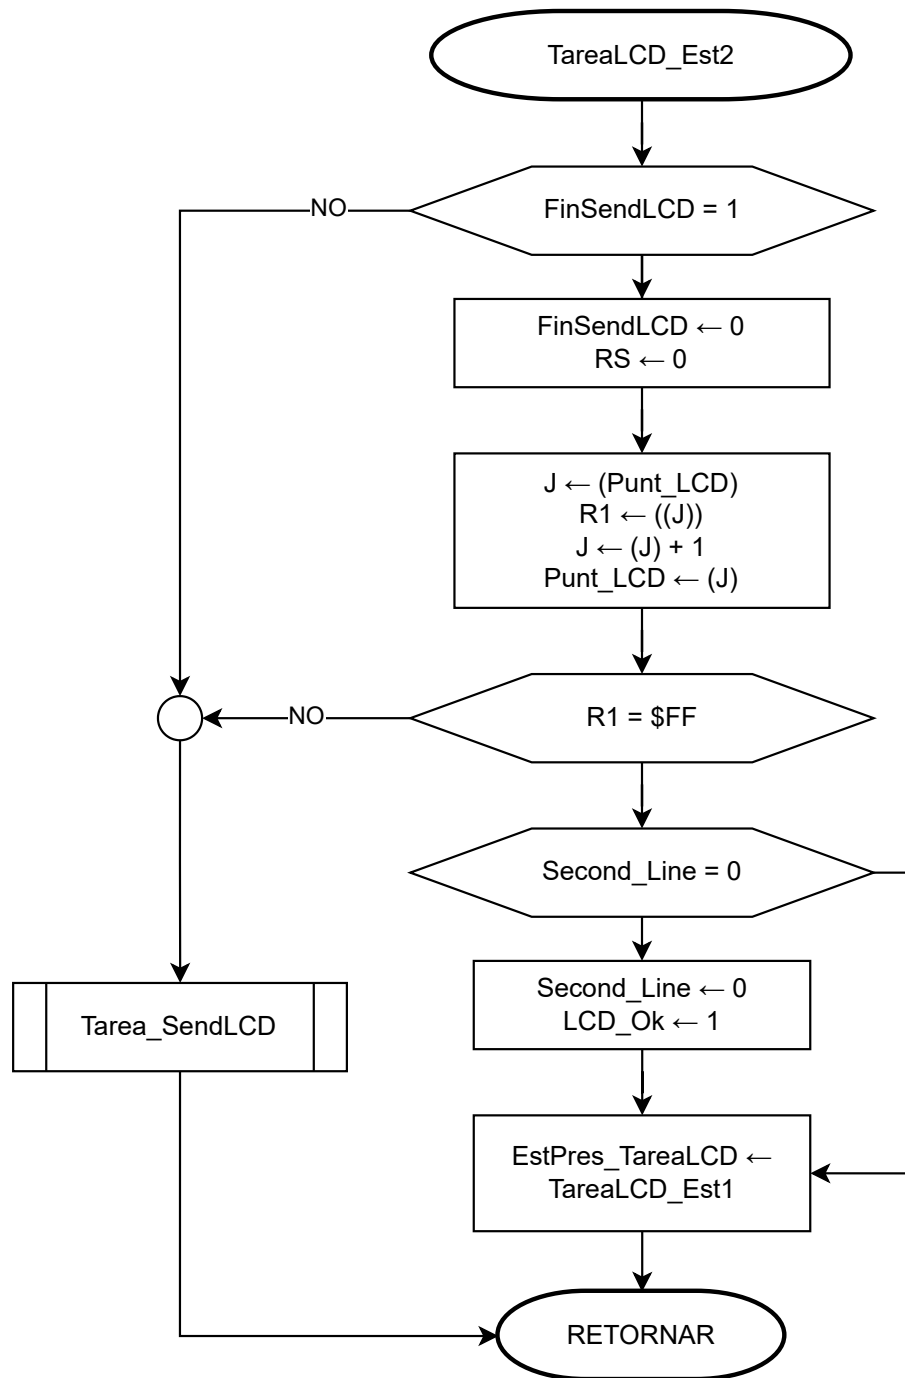 TareaLCD_Est2
NO
FinSendLCD = 1
FinSendLCD ← 0
RS ← 0
J ← (Punt_LCD)
R1 ← ((J))
J ← (J) + 1
Punt_LCD ← (J)
NO
R1 = $FF
Second_Line = 0
Second_Line ← 0
LCD_Ok ← 1
Tarea_SendLCD
EstPres_TareaLCD ←
TareaLCD_Est1
RETORNAR